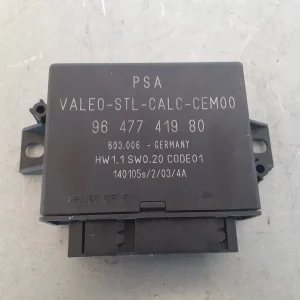 PSA
VALEO-STL-CALC-CEM00
96 477 419 80
603.006 - GERMANY
HW1.1 SW0.20 CODE01
140105s/2/03/4A